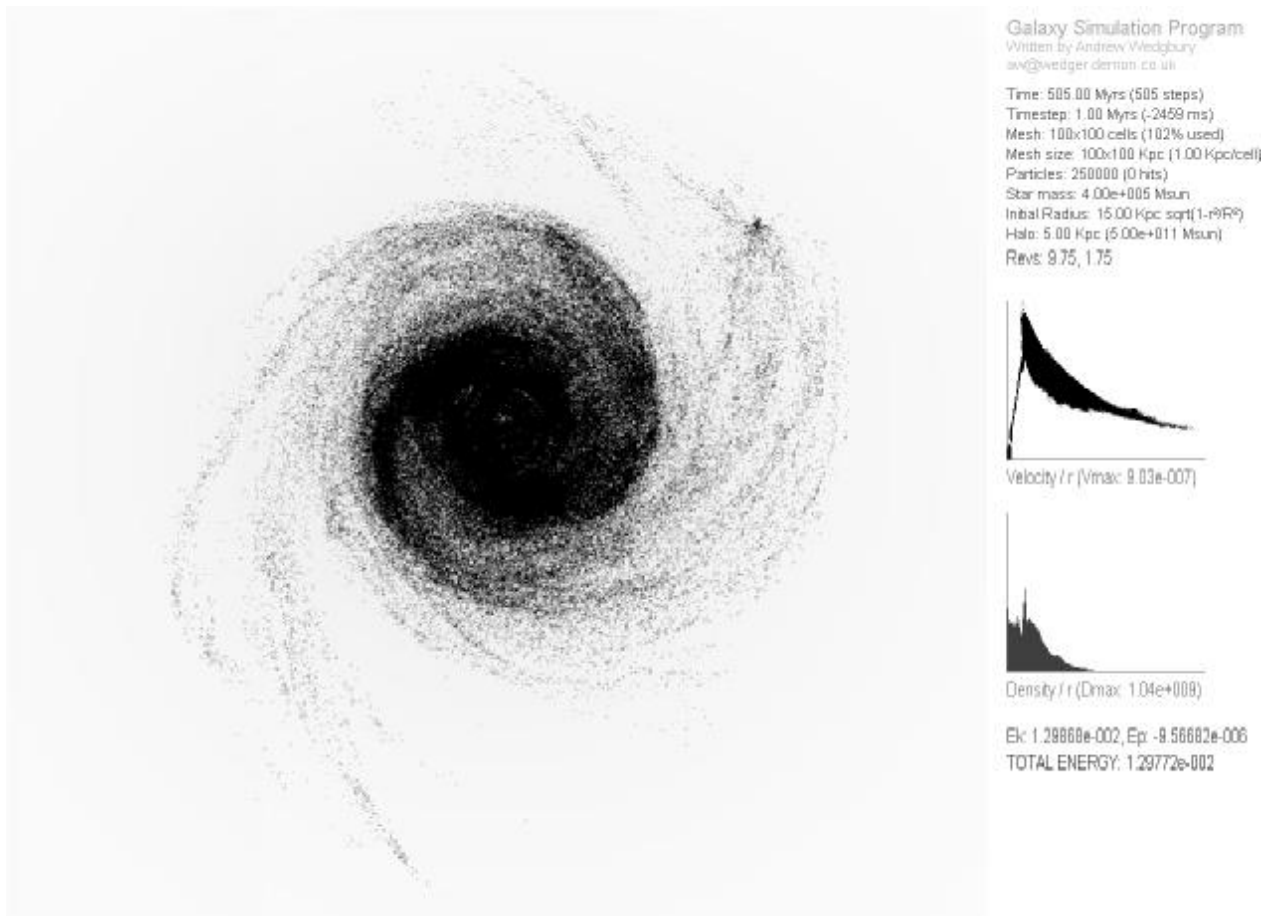 Galaxy Simulation Program
Written by Andrew Wedgbury
aw@wedger.demon.co.uk
Time: 505.00 Myrs (505 steps)
Timestep: 1.00 Myrs (-2459 ms)
Mesh: 100x100 cells (102% used)
Mesh size: 100x100 Kpc (1.00 Kpc/cell)
Particles: 250000 (0 hits)
Star mass: 4.00e+005 Msun
Initial Radius: 15.00 Kpc
Halo: 5.00 Kpc (5.00e+011 Msun)
Revs: 9.75, 1.75
Velocity / r (Vmax: 9.03e-007)
Density / r (Dmax: 1.04e+009)
Ek: 1.29868e-002, Ep: -9.56682e-006
TOTAL ENERGY: 1.29772e-002